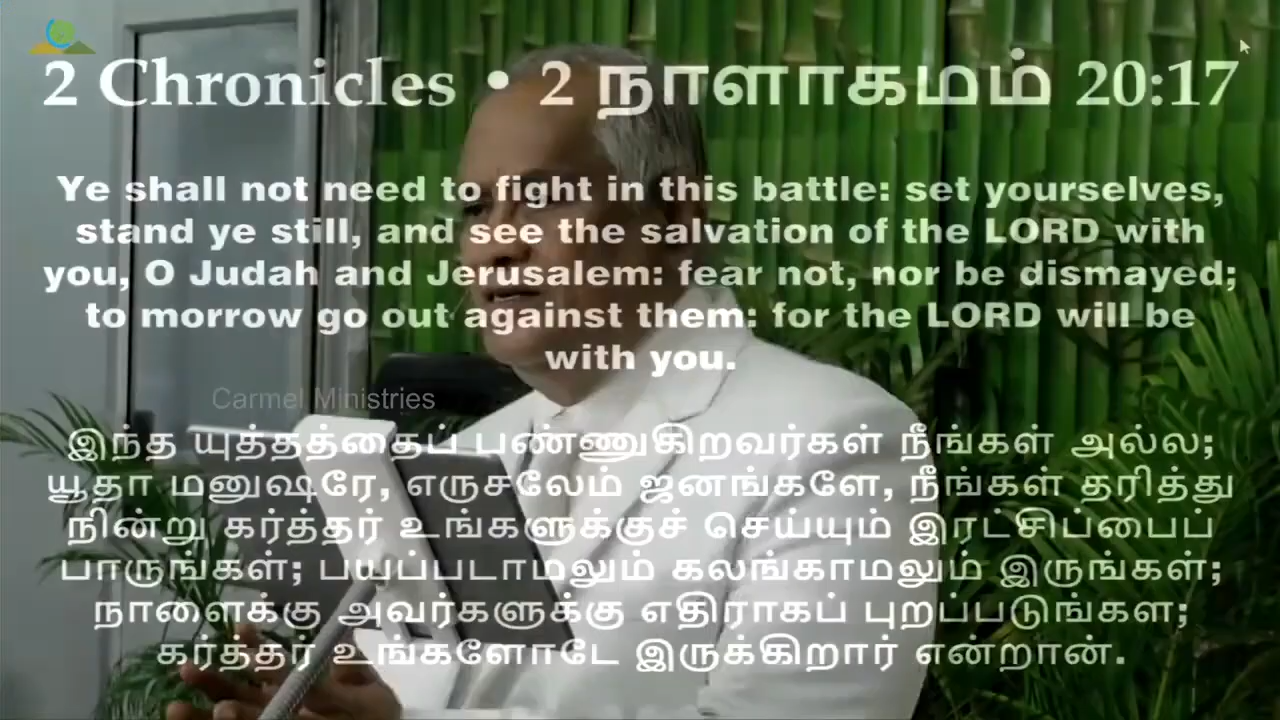 2 Chronicles • 2 நாளாகமம் 20:17
Ye shall not need to fight in this battle: set yourselves,
stand ye still, and see the salvation of the LORD with
you, O Judah and Jerusalem: fear not, nor be dismayed;
to morrow go out against them: for the LORD will be
with you.
Carmel Ministries
இந்த யுத்தத்தைப் பண்ணுகிறவர்கள் நீங்கள் அல்ல;
யூதா மனுஷரே, எருசலேம் ஜனங்களே, நீங்கள் தரித்து
நின்று கர்த்தர் உங்களுக்குச் செய்யும் இரட்சிப்பைப்
பாருங்கள்; பயப்படாமலும் கலங்காமலும் இருங்கள்;
நாளைக்கு அவர்களுக்கு எதிராகப் புறப்படுங்கள;
கர்த்தர் உங்களோடே இருக்கிறார் என்றான்.